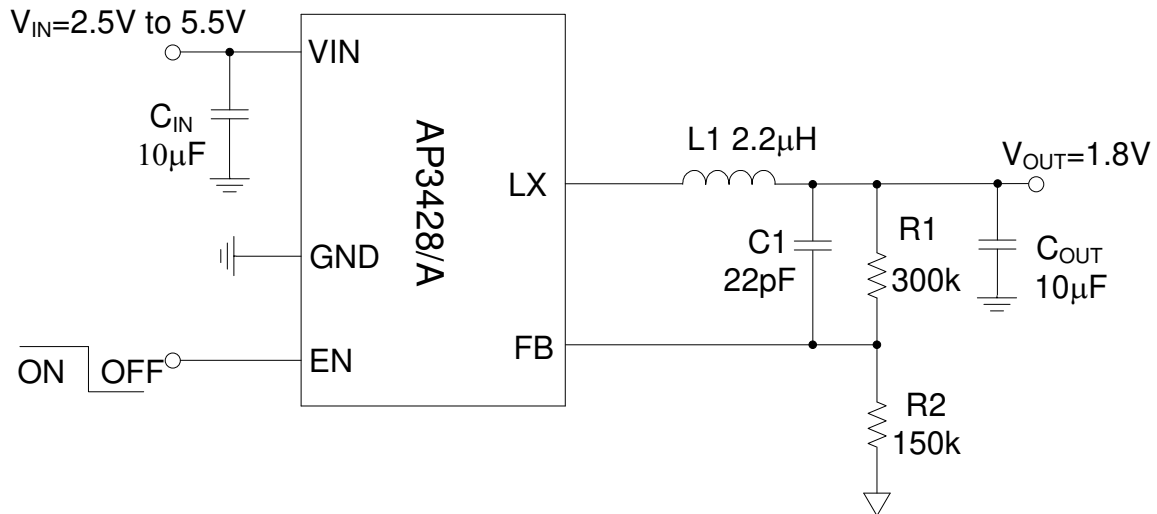 VIN=2.5V to 5.5V
VIN
CIN
10μF
AP3428/A
L1 2.2μH
LX
VOUT=1.8V
C1
22pF
R1
300k
COUT
10μF
GND
FB
ON OFF
EN
R2
150k